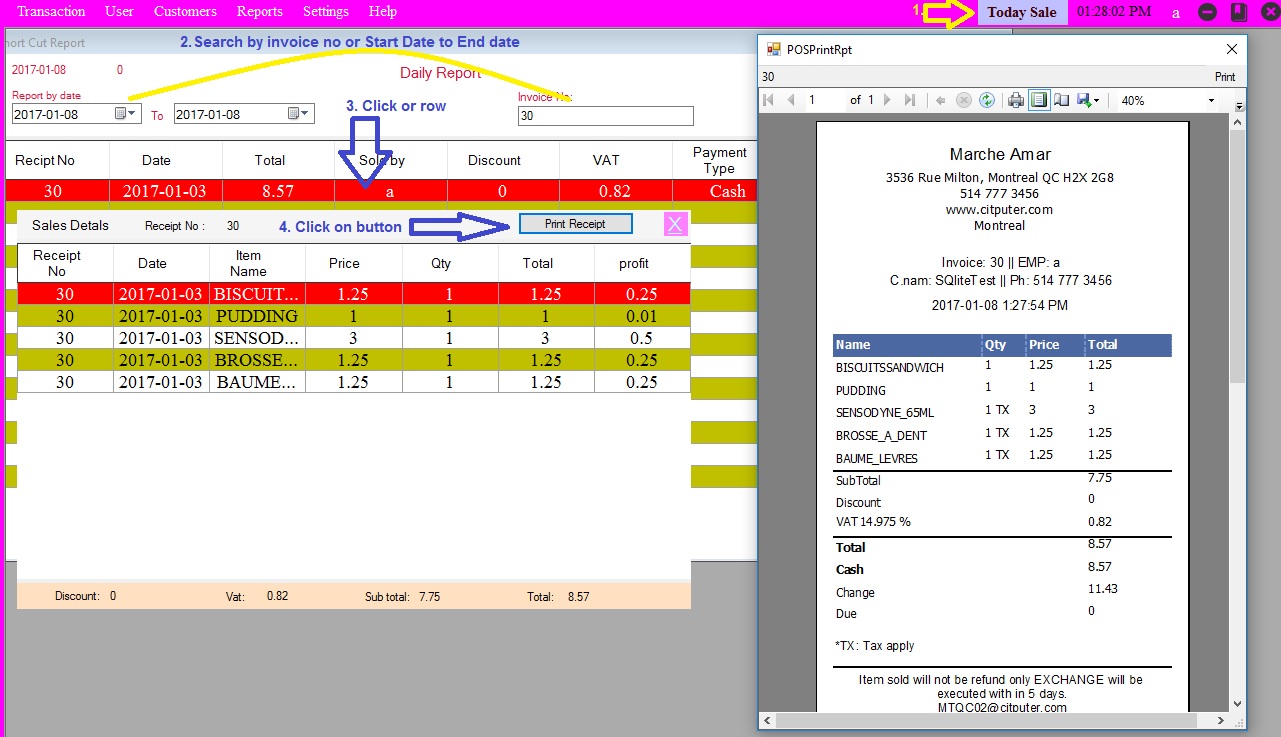 Transaction User Customers Reports Settings Help
1. Today Sale 01:28:02 PM a
hort Cut Report
2. Search by invoice no or Start Date to End date
2017-01-08 0
Daily Report
Report by date
2017-01-08 To 2017-01-08
3. Click or row
Invoice No:
30
Recipt No Date Total Sold by Discount VAT Payment Type
30 2017-01-03 8.57 a 0 0.82 Cash
Sales Detals Receipt No : 30 4. Click on button Print Receipt X
Receipt No Date Item Name Price Qty Total profit
30 2017-01-03 BISCUIT... 1.25 1 1.25 0.25
30 2017-01-03 PUDDING 1 1 1 0.01
30 2017-01-03 SENSOD... 3 1 3 0.5
30 2017-01-03 BROSSE... 1.25 1 1.25 0.25
30 2017-01-03 BAUME... 1.25 1 1.25 0.25
Discount: 0 Vat: 0.82 Sub total: 7.75 Total: 8.57
POSPrintRpt
30 Print
1 of 1 40%
Marche Amar
3536 Rue Milton, Montreal QC H2X 2G8
514 777 3456
www.citputer.com
Montreal
Invoice: 30 || EMP: a
C.nam: SQliteTest || Ph: 514 777 3456
2017-01-08 1:27:54 PM
Name Qty Price Total
BISCUITSSANDWICH 1 1.25 1.25
PUDDING 1 1 1
SENSODYNE_65ML 1 TX 3 3
BROSSE_A_DENT 1 TX 1.25 1.25
BAUME_LEVRES 1 TX 1.25 1.25
SubTotal 7.75
Discount 0
VAT 14.975 % 0.82
Total 8.57
Cash 8.57
Change 11.43
Due 0
*TX: Tax apply
Item sold will not be refund only EXCHANGE will be
executed with in 5 days.
MTQC02@citputer.com